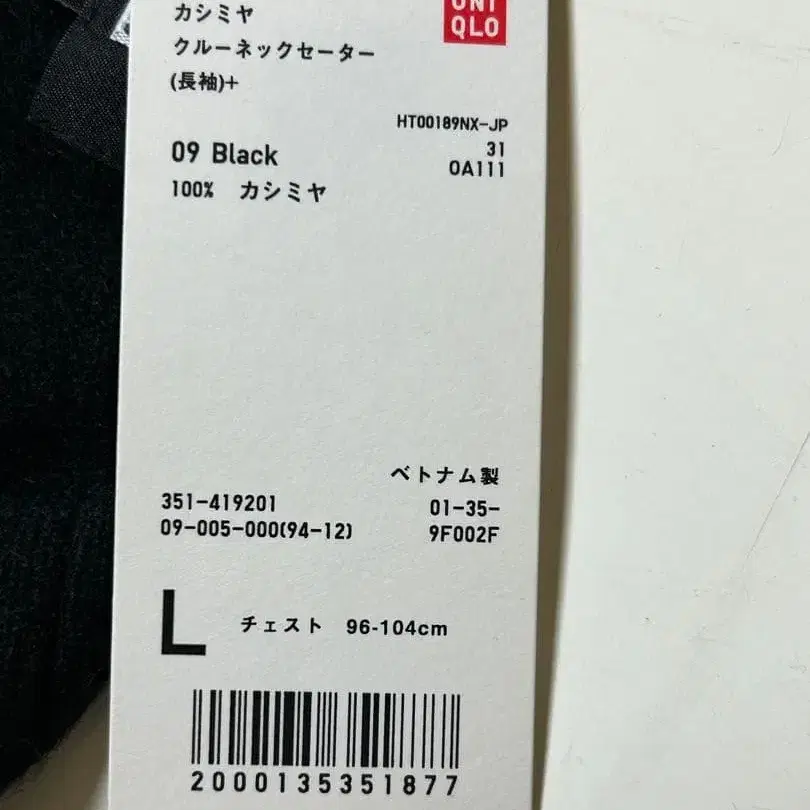 カシミヤ
クルーネックセーター
(長袖)+
UNI
QLO
HT00189NX-JP
31
0A111
09 Black
100% カシミヤ
ベトナム製
351-419201
01-35-
09-005-000(94-12)
9F002F
L チェスト 96-104cm
2000135351877